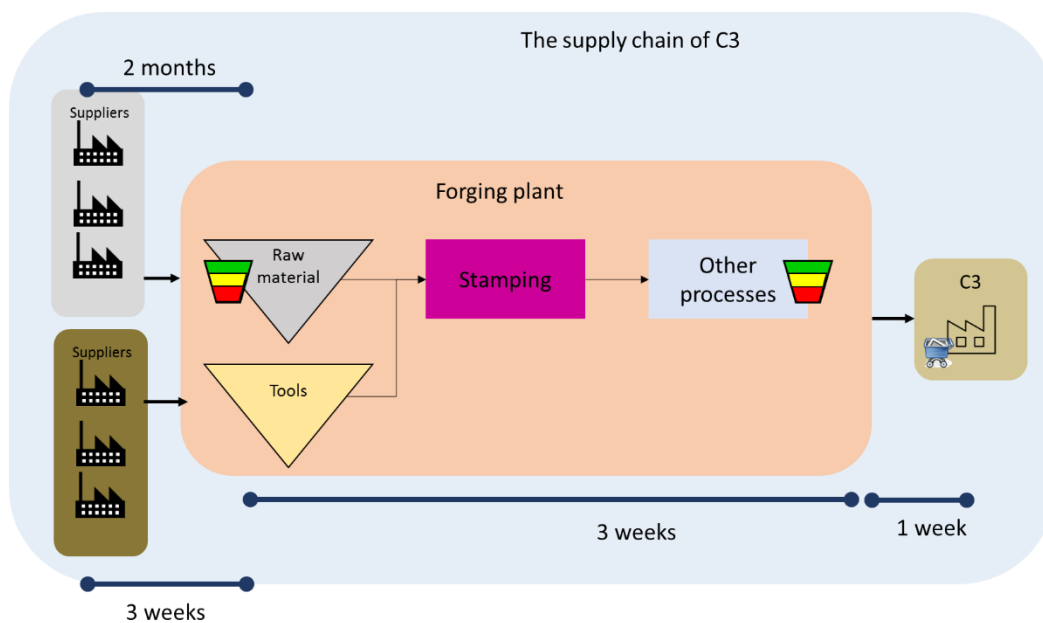 The supply chain of C3
2 months
Suppliers
Forging plant
Raw
material
Stamping
Other
processes
C3
Suppliers
Tools
3 weeks
1 week
3 weeks